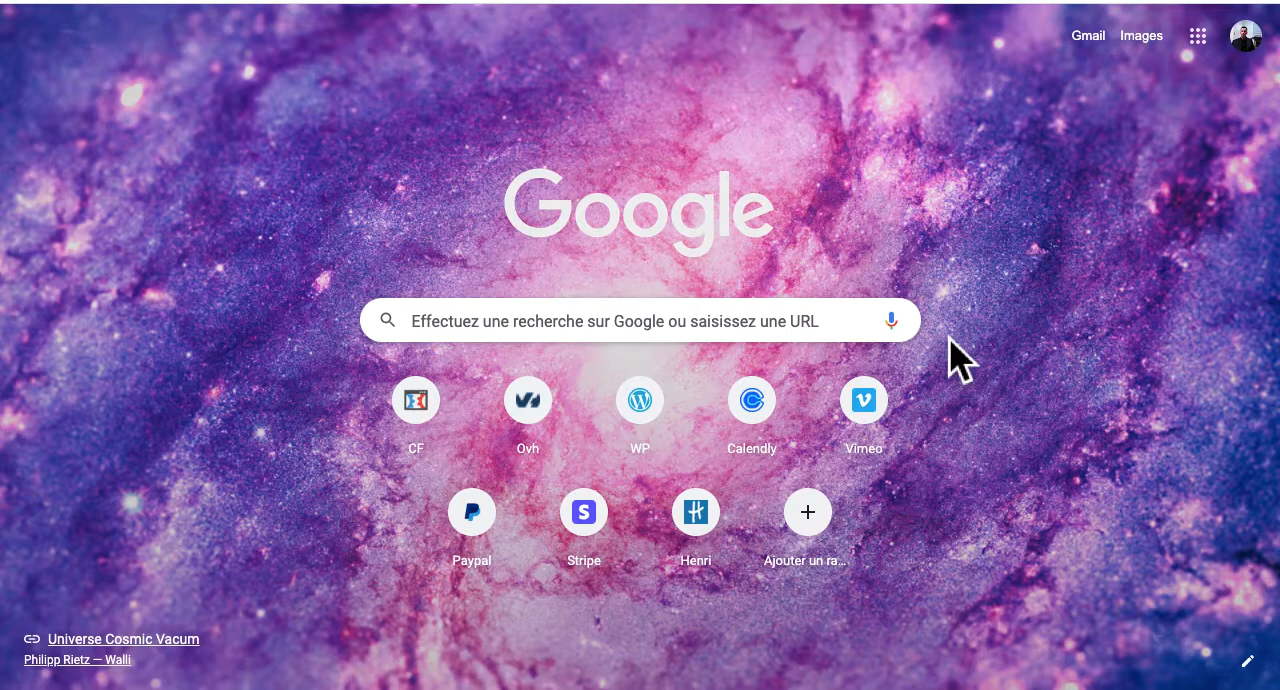 Gmail Images
Google
Effectuez une recherche sur Google ou saisissez une URL
CF Ovh WP Calendly Vimeo
Paypal Stripe Henri Ajouter un ra...
Universe Cosmic Vacum
Philipp Rietz — Walli